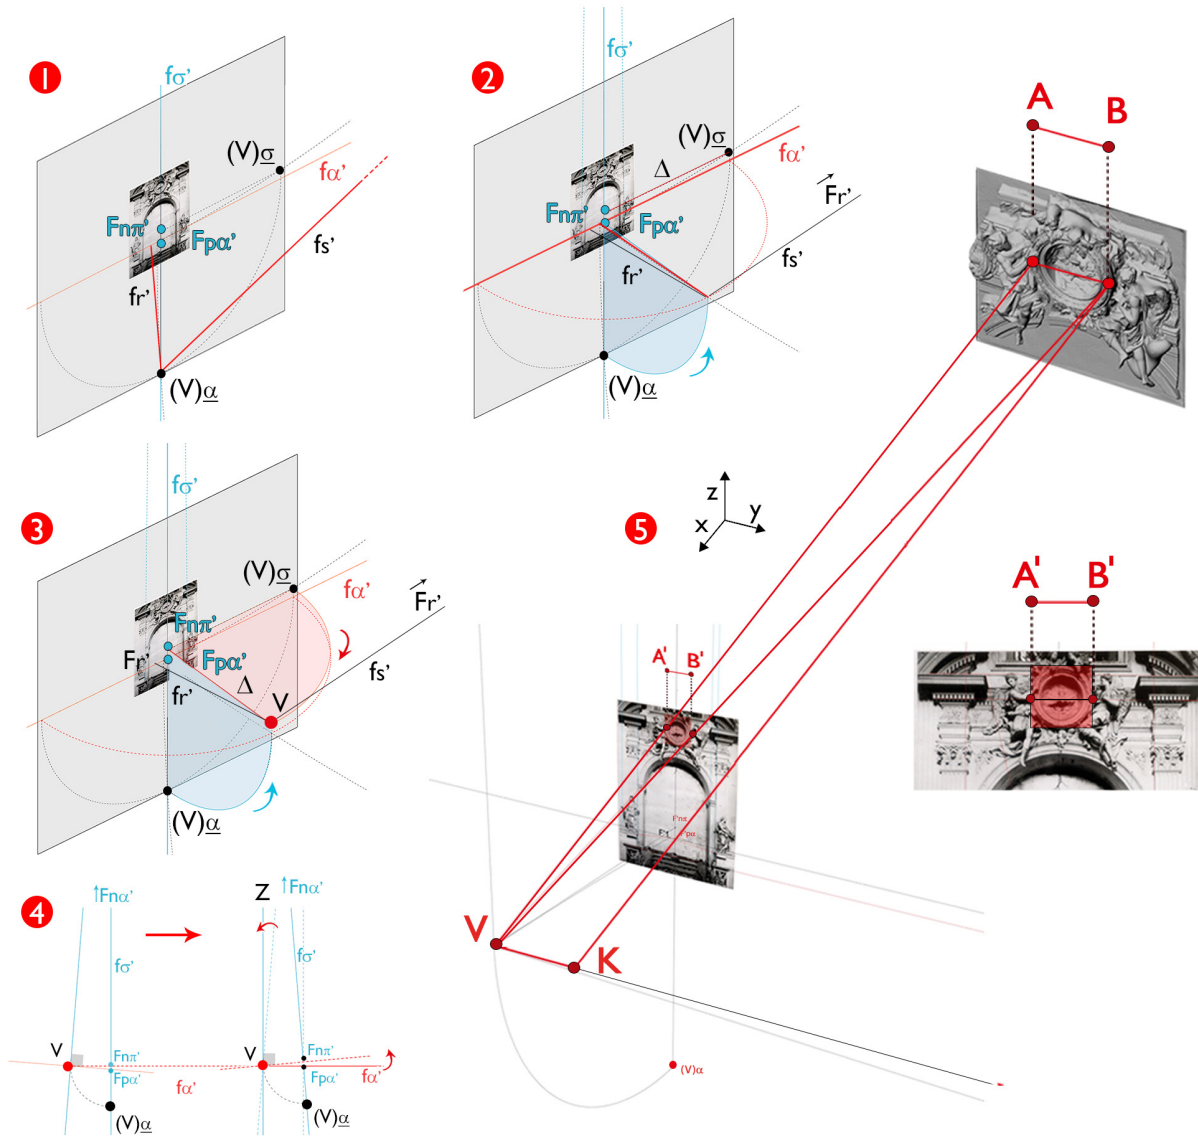 1
fσ'
(V)σ
fα'
Fnπ'
Fpα'
fs'
fr'
(V)α
2
fσ'
(V)σ
fα'
Δ
Fr'
Fnπ'
Fpα'
fs'
fr'
(V)α
3
fσ'
(V)σ
fα'
Fr'
Fnπ'
Fr'
Fpα'
fs'
fr'
Δ
V
(V)α
4
Fnα'
fσ'
V
Fnπ'
Fpα'
fα'
(V)α
Z
Fnα'
fσ'
V
Fnπ'
Fpα'
fα'
(V)α
5
z
y
x
A
B
A'
B'
A'
B'
V
K
(V)α